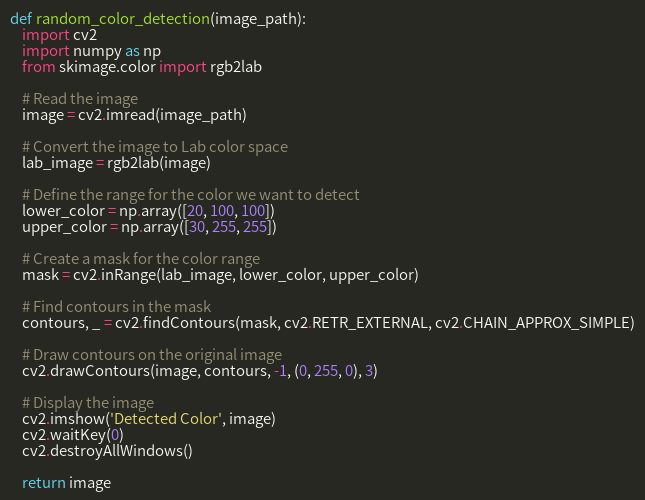 def random_color_detection(image_path):
    import cv2
    import numpy as np
    from skimage.color import rgb2lab

    # Read the image
    image = cv2.imread(image_path)

    # Convert the image to Lab color space
    lab_image = rgb2lab(image)

    # Define the range for the color we want to detect
    lower_color = np.array([20, 100, 100])
    upper_color = np.array([30, 255, 255])

    # Create a mask for the color range
    mask = cv2.inRange(lab_image, lower_color, upper_color)

    # Find contours in the mask
    contours, _ = cv2.findContours(mask, cv2.RETR_EXTERNAL, cv2.CHAIN_APPROX_SIMPLE)

    # Draw contours on the original image
    cv2.drawContours(image, contours, -1, (0, 255, 0), 3)

    # Display the image
    cv2.imshow('Detected Color', image)
    cv2.waitKey(0)
    cv2.destroyAllWindows()

    return image